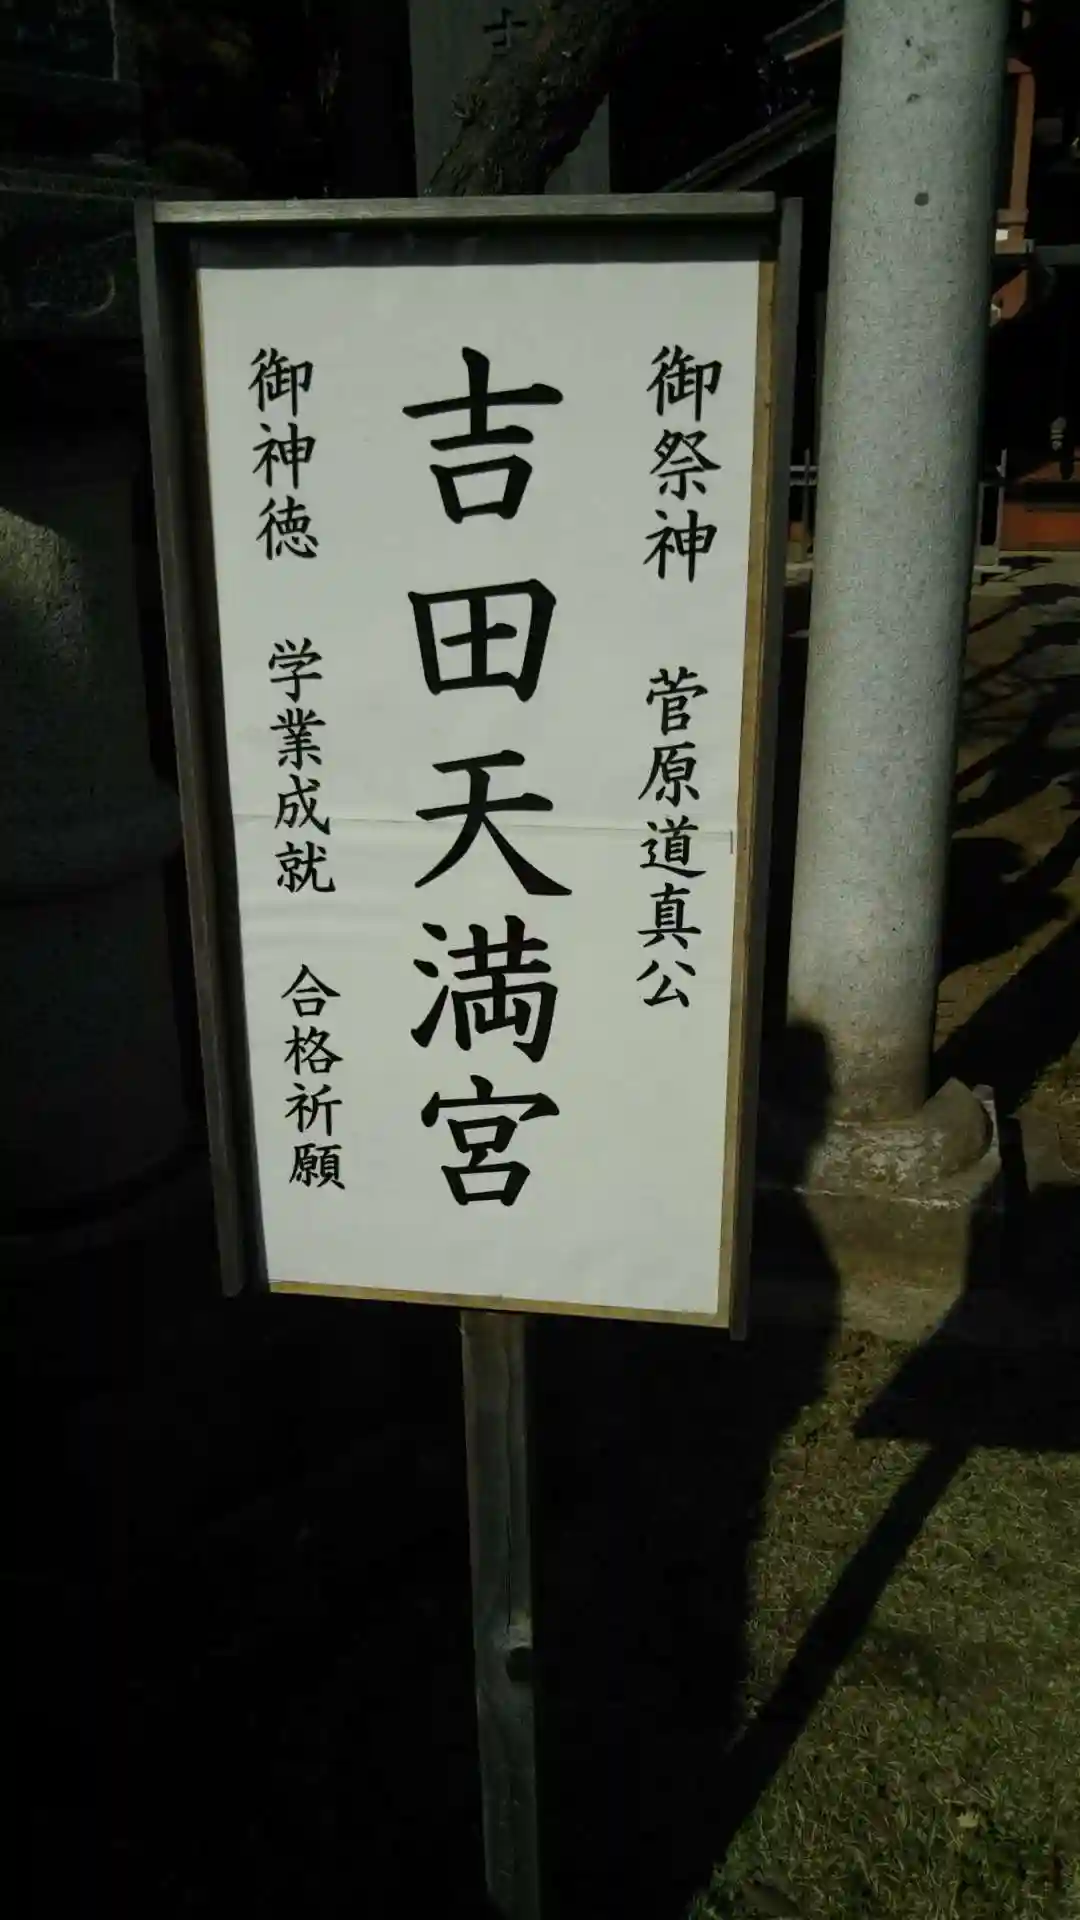 御祭神 菅原道真公
吉田天満宮
御神徳 学業成就 合格祈願
士